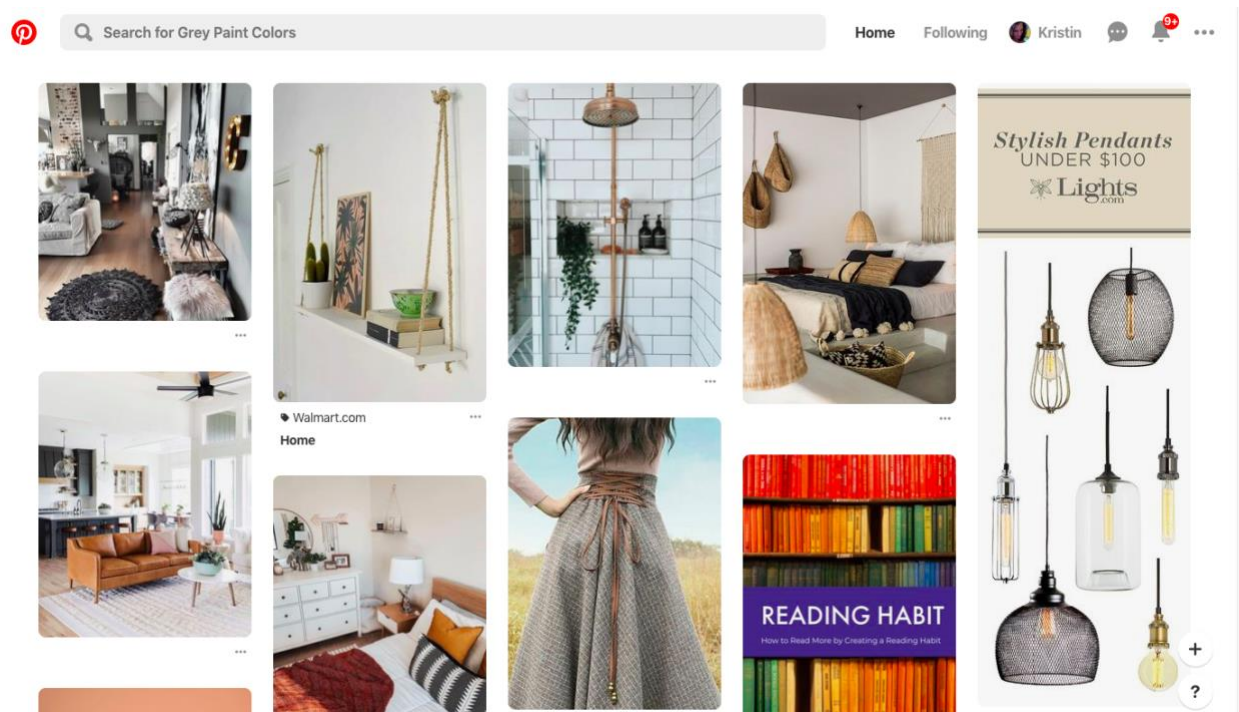 Search for Grey Paint Colors
Home
Following
Kristin
9+
Walmart.com
Home
Stylish Pendants
UNDER $100
Lights
.com
READING HABIT
How to Read More by Creating a Reading Habit
+
?